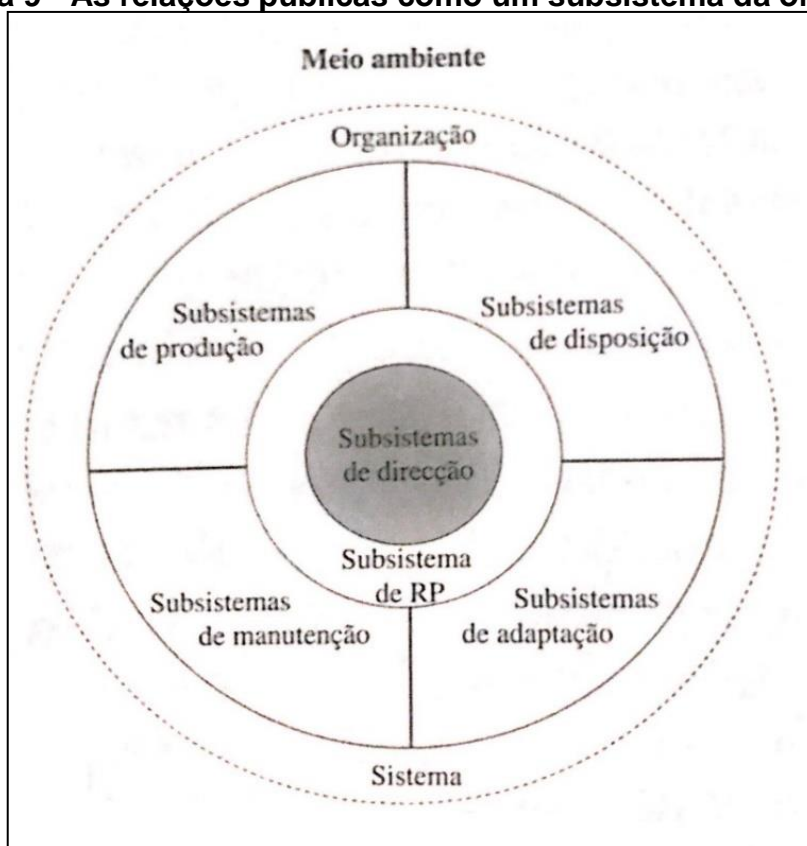 As relações públicas como um subsistema da
Meio ambiente
Organização
Subsistemas
de produção
Subsistemas
de disposição
Subsistemas
de direcção
Subsistema
de RP
Subsistemas
de manutenção
Subsistemas
de adaptação
Sistema